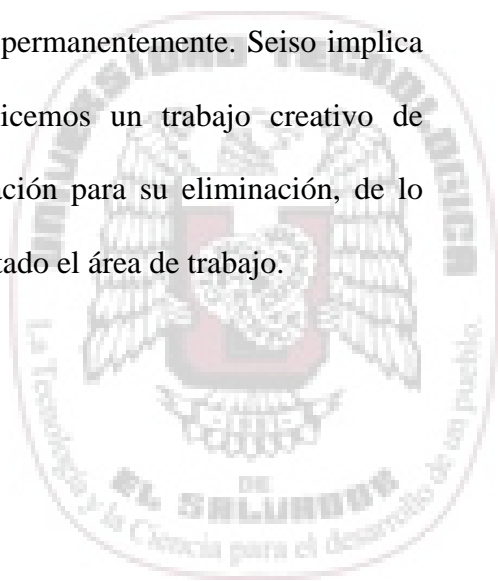 permanentemente. Seiso implica
icemos un trabajo creativo de
ación para su eliminación, de lo
tado el área de trabajo.
UNIVERSIDAD TECNOLOGICA
DE
EL SALVADOR
La Tecnología y la Ciencia para el desarrollo de un pueblo.